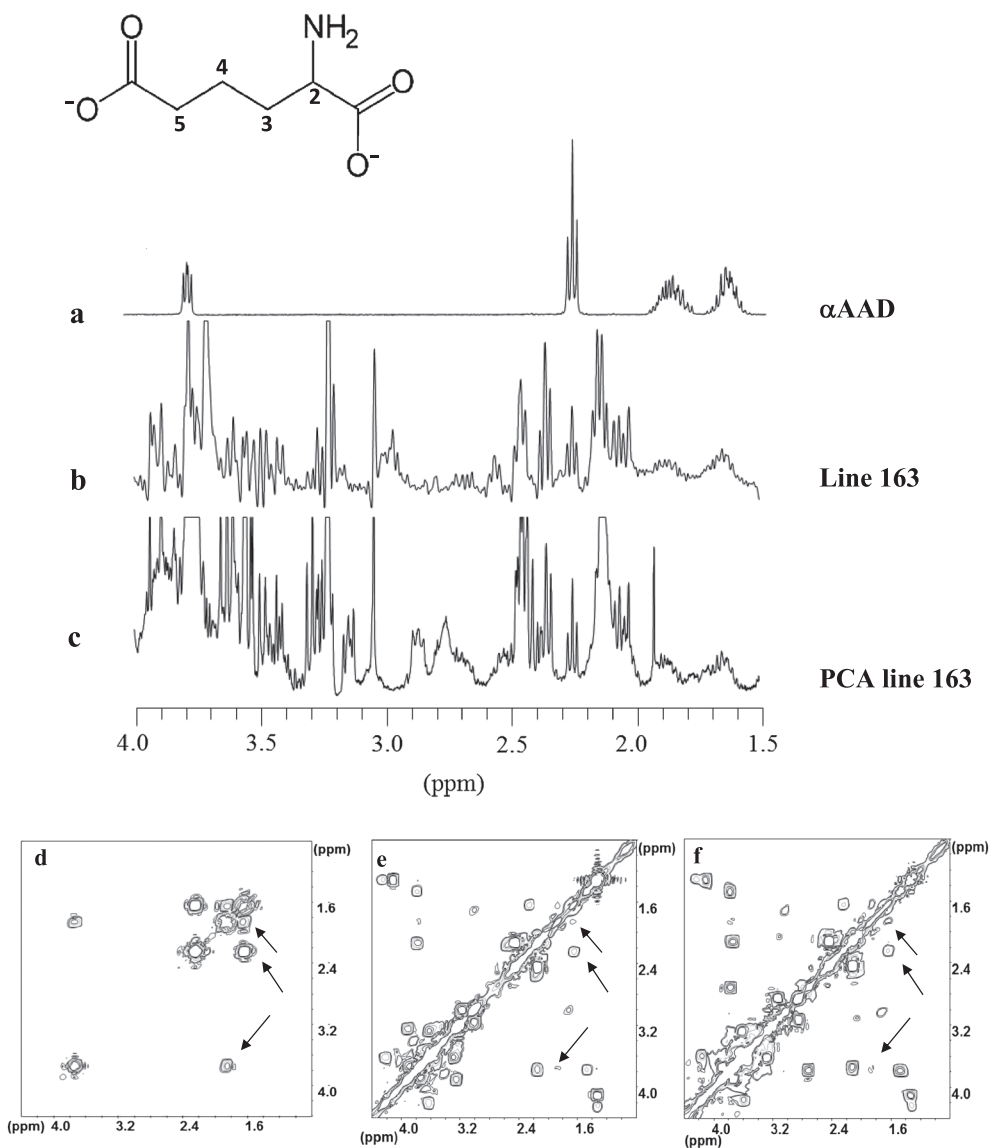 O NH2
4 O
-O 2
5 3
O-
a αAAD
b Line 163
c PCA line 163
4.0 3.5 3.0 2.5 2.0 1.5
(ppm)
d (ppm) e (ppm) f (ppm)
1.6 1.6 1.6
2.4 2.4 2.4
3.2 3.2 3.2
4.0 4.0 4.0
4.0 3.2 2.4 1.6 4.0 3.2 2.4 1.6 4.0 3.2 2.4 1.6
(ppm) (ppm) (ppm)